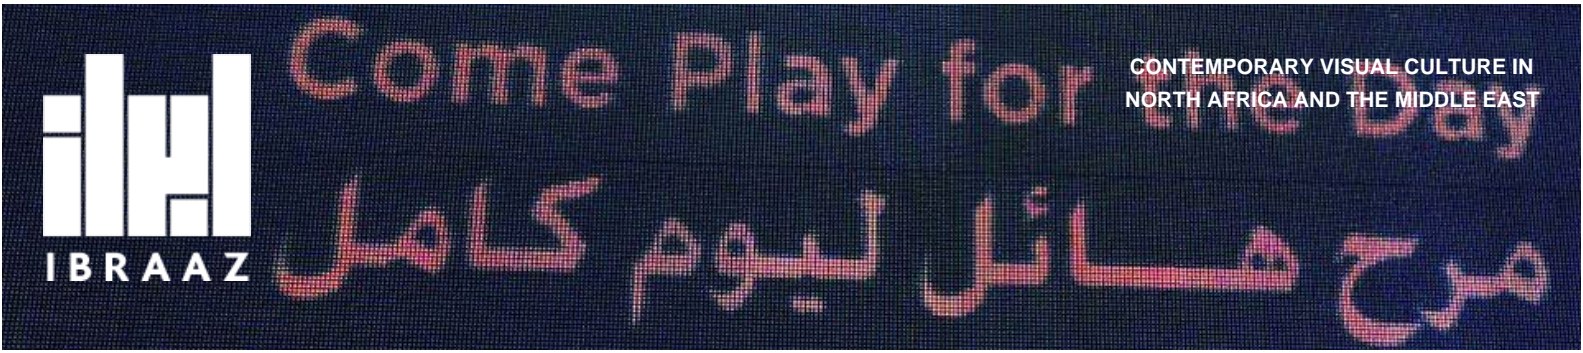 Come Play for the Day
مرح هائل ليوم كامل
CONTEMPORARY VISUAL CULTURE IN
NORTH AFRICA AND THE MIDDLE EAST
ابراز
IBRAAZ